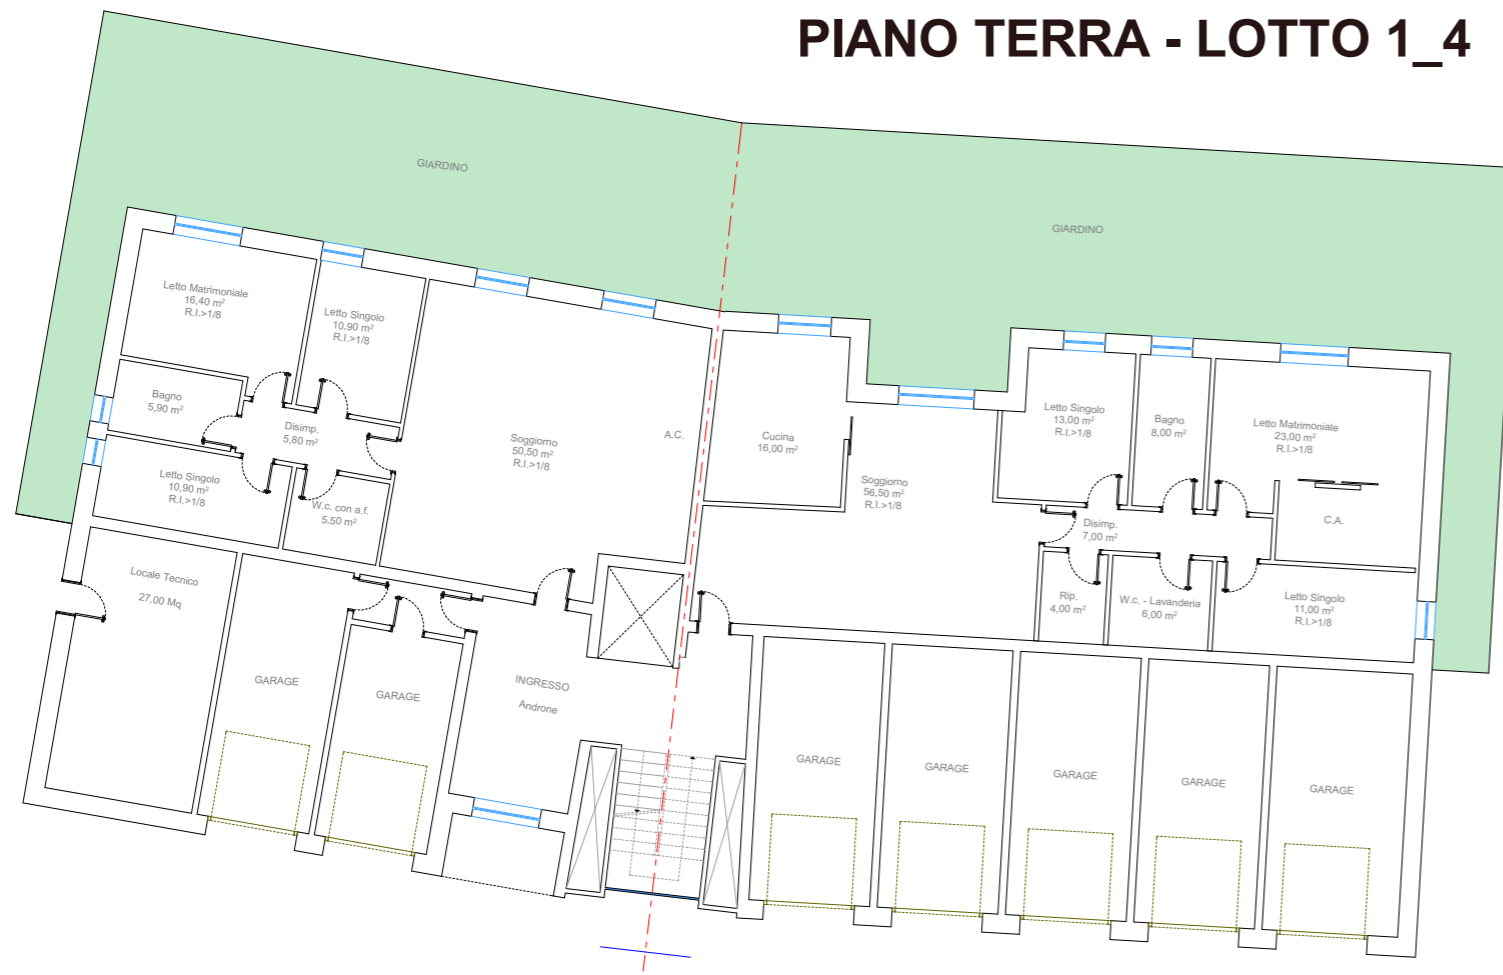 PIANO TERRA - LOTTO 1_4
GIARDINO
GIARDINO
Letto Matrimoniale
16,40 m²
R.I.>1/8
Letto Singolo
10,90 m²
R.I.>1/8
Bagno
5,90 m²
Disimp.
5,80 m²
Letto Singolo
10,90 m²
R.I.>1/8
W.c. con a.f.
5,50 m²
Soggiorno
50,50 m²
R.I.>1/8
A.C.
Cucina
16,00 m²
Soggiorno
56,50 m²
R.I.>1/8
Letto Singolo
13,00 m²
R.I.>1/8
Bagno
8,00 m²
Letto Matrimoniale
23,00 m²
R.I.>1/8
C.A.
Disimp.
7,00 m²
Rip.
4,00 m²
W.c. - Lavanderia
6,00 m²
Letto Singolo
11,00 m²
R.I.>1/8
Locale Tecnico
27,00 Mq
GARAGE
GARAGE
INGRESSO
Androne
GARAGE
GARAGE
GARAGE
GARAGE
GARAGE